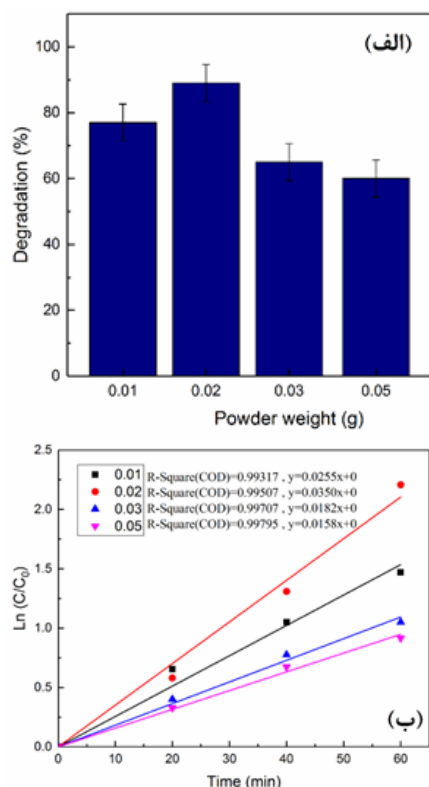 (الف)
100
80
60
40
20
0
Degradation (%)
0.01 0.02 0.03 0.05
Powder weight (g)
2.5
2.0
1.5
1.0
0.5
0.0
Ln (C/C₀)
0.01 R-Square(COD)=0.99317 , y=0.0255x+0
0.02 R-Square(COD)=0.99507 , y=0.0350x+0
0.03 R-Square(COD)=0.99707 , y=0.0182x+0
0.05 R-Square(COD)=0.99795 , y=0.0158x+0
(ب)
0 20 40 60
Time (min)